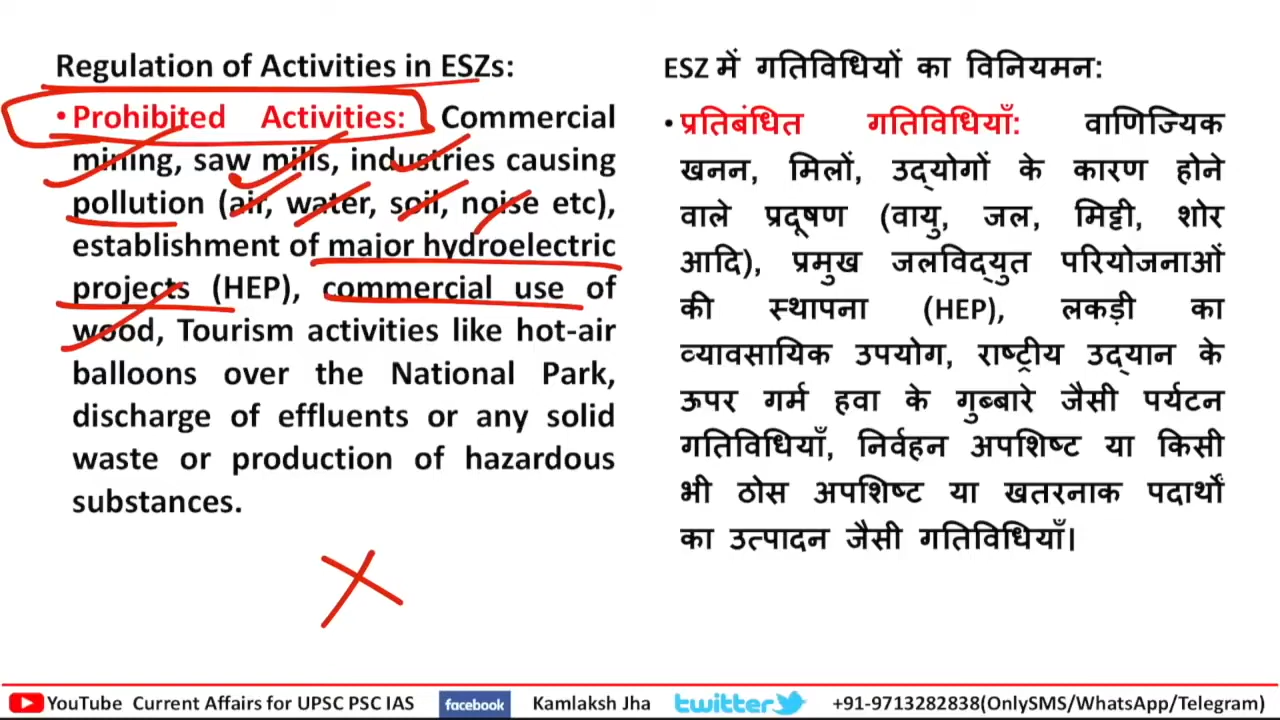 Regulation of Activities in ESZs:
• Prohibited Activities: Commercial
mining, saw mills, industries causing
pollution (air, water, soil, noise etc),
establishment of major hydroelectric
projects (HEP), commercial use of
wood, Tourism activities like hot-air
balloons over the National Park,
discharge of effluents or any solid
waste or production of hazardous
substances.
ESZ में गतिविधियों का विनियमन:
• प्रतिबंधित गतिविधियाँ: वाणिज्यिक
खनन, मिलों, उद्योगों के कारण होने
वाले प्रदूषण (वायु, जल, मिट्टी, शोर
आदि), प्रमुख जलविद्युत परियोजनाओं
की स्थापना (HEP), लकड़ी का
व्यावसायिक उपयोग, राष्ट्रीय उद्यान के
ऊपर गर्म हवा के गुब्बारे जैसी पर्यटन
गतिविधियाँ, निर्वहन अपशिष्ट या किसी
भी ठोस अपशिष्ट या खतरनाक पदार्थों
का उत्पादन जैसी गतिविधियाँ।
YouTube Current Affairs for UPSC PSC IAS facebook Kamlaksh Jha twitter +91-9713282838(OnlySMS/WhatsApp/Telegram)